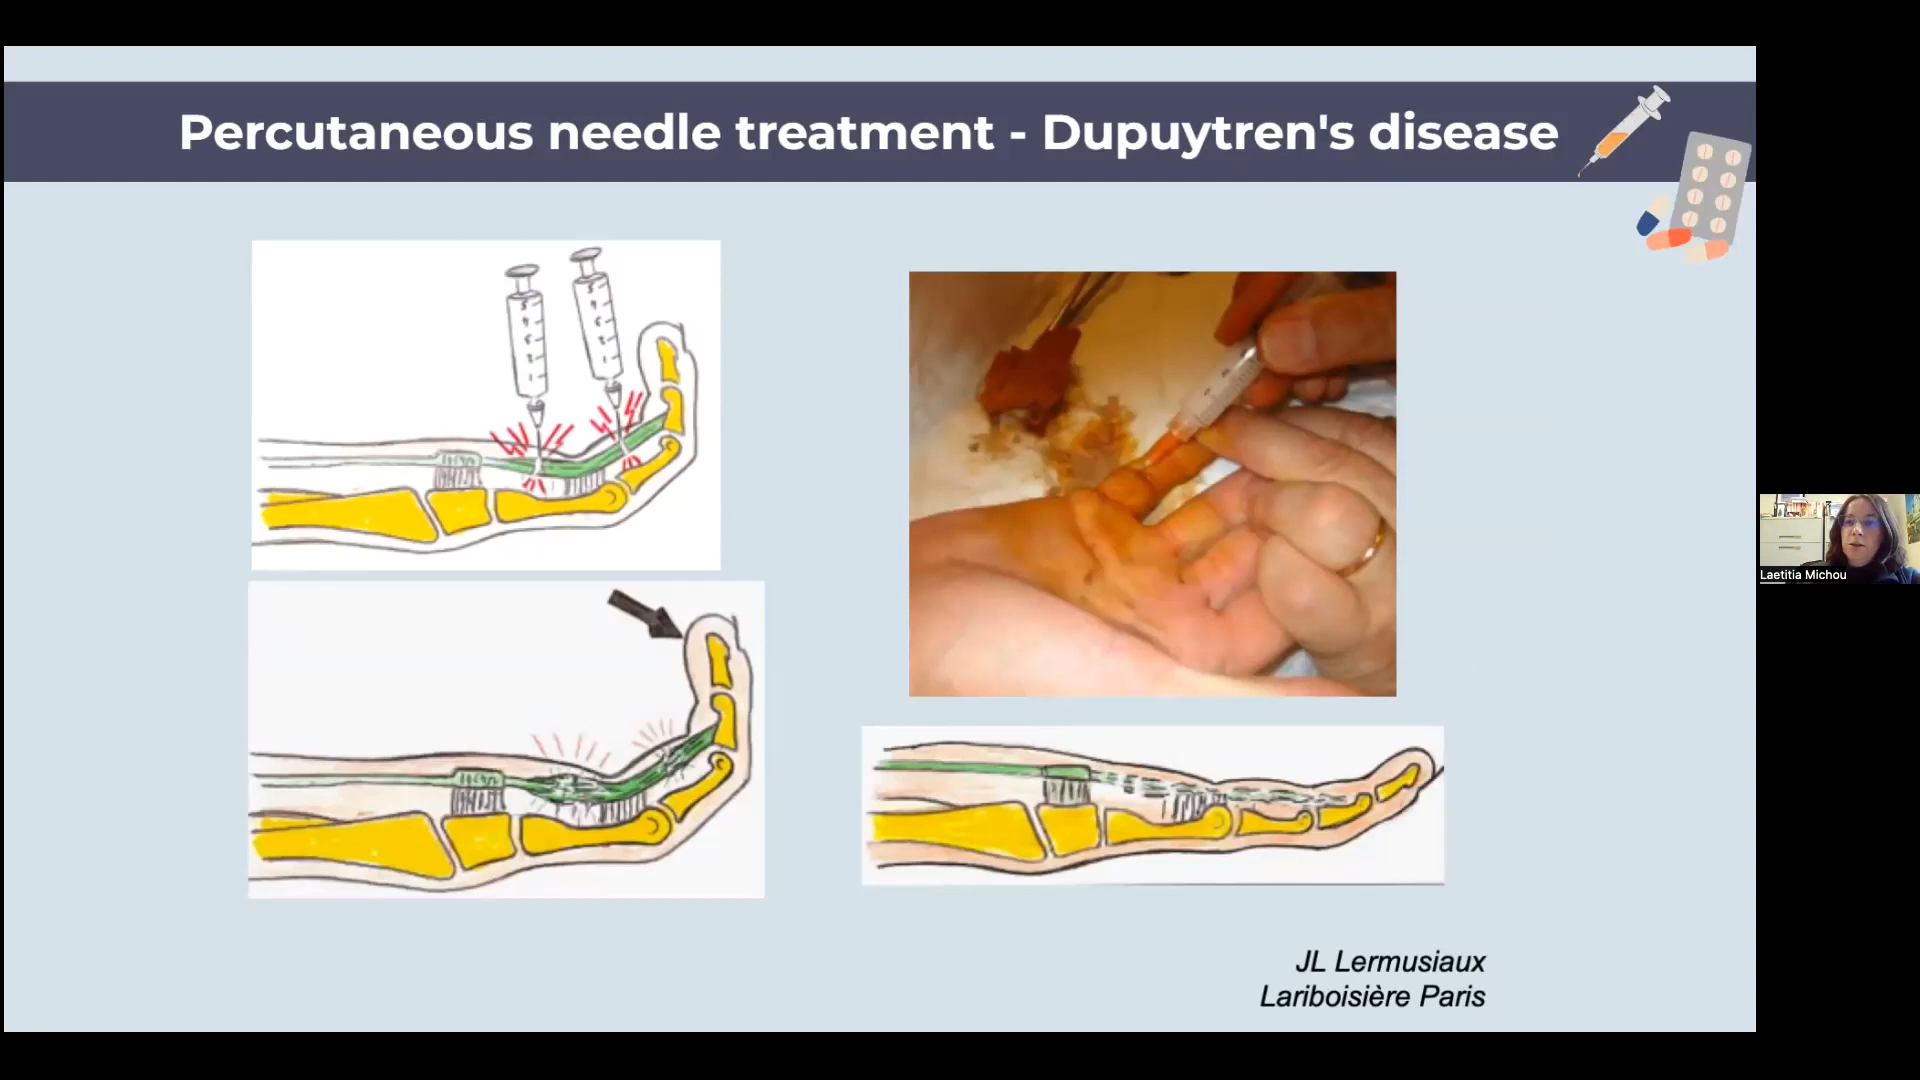 Percutaneous needle treatment - Dupuytren's disease
JL Lermusiaux
Lariboisière Paris
Laetitia Michou